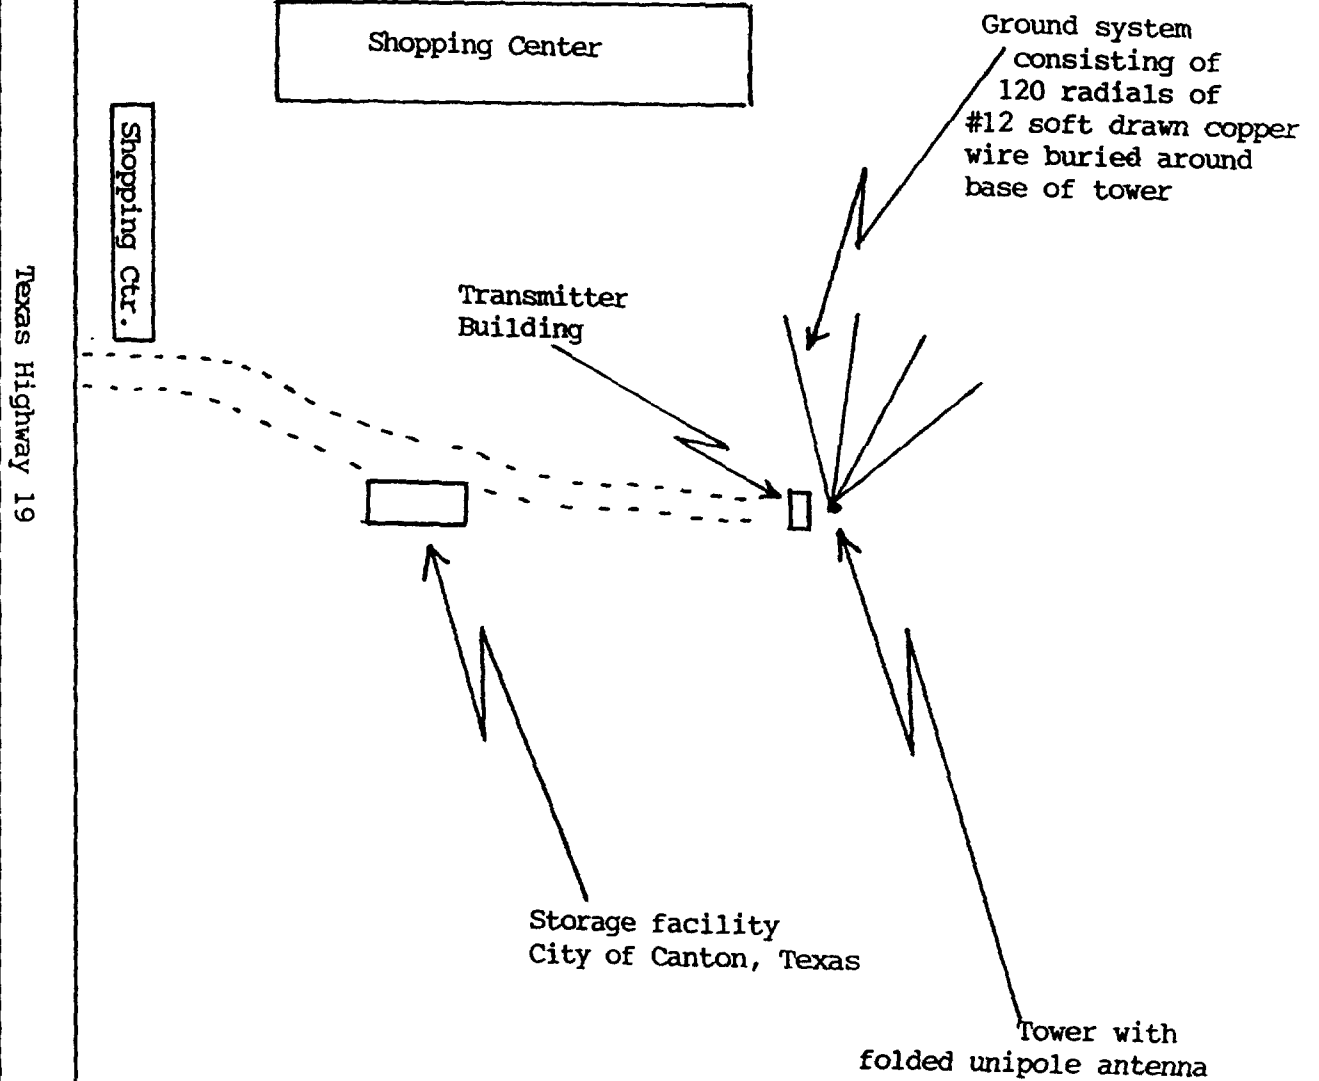 Shopping Center
Ground system
consisting of
120 radials of
#12 soft drawn copper
wire buried around
base of tower
Shopping Ctr.
Texas Highway 19
Transmitter
Building
Storage facility
City of Canton, Texas
Tower with
folded unipole antenna